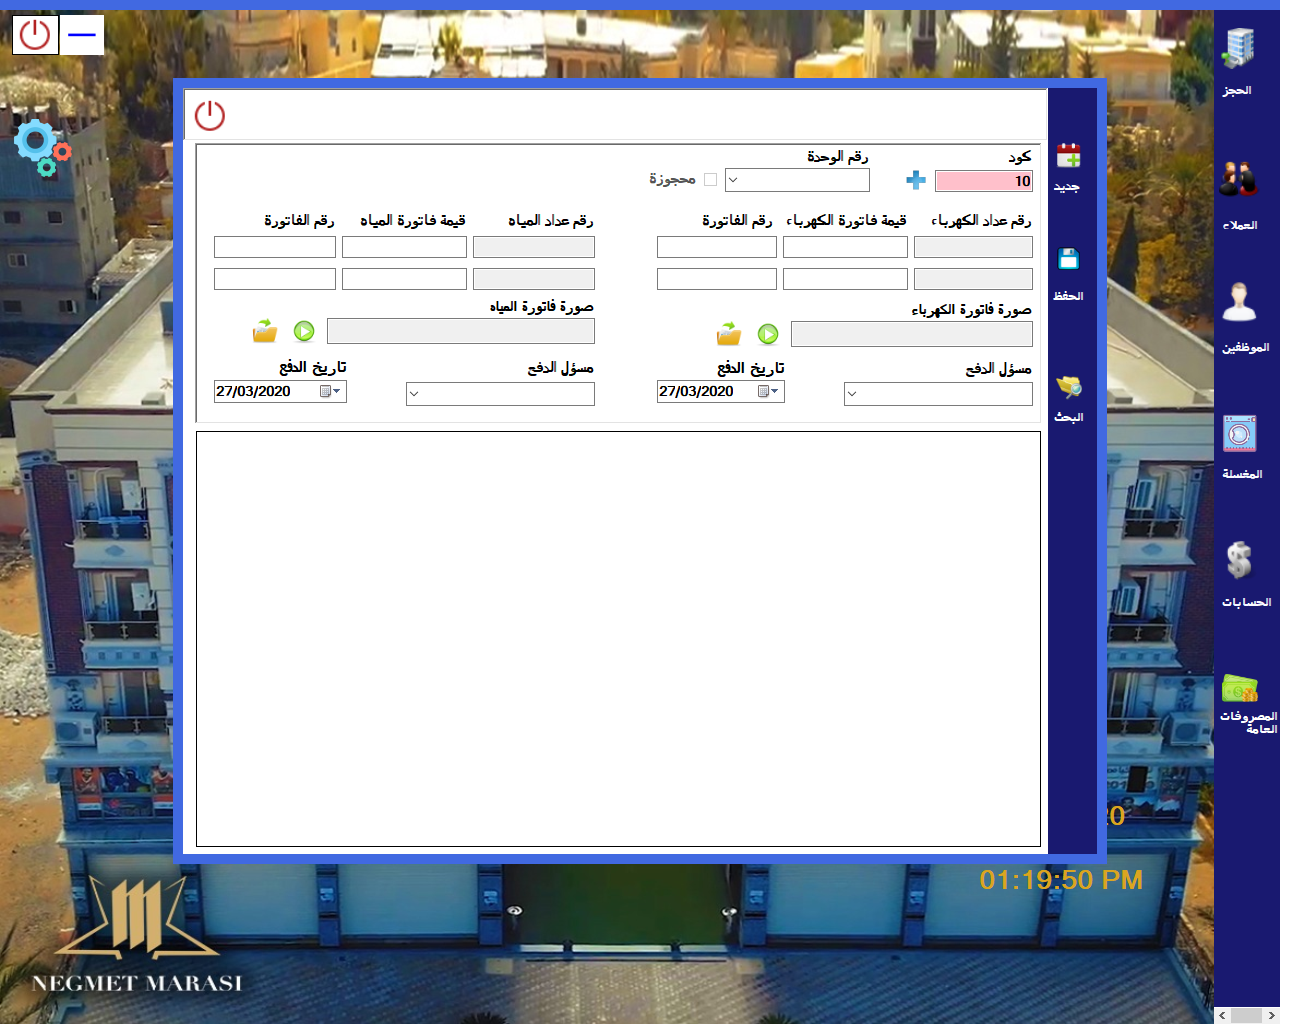 الحجز
العملاء
الموظفين
المغسلة
الحسابات
المصروفات
العامة
جديد
الحفظ
البحث
كود
رقم الوحدة
10
محجوزة
رقم عداد الكهرباء
قيمة فاتورة الكهرباء
رقم الفاتورة
رقم عداد المياه
قيمة فاتورة المياه
رقم الفاتورة
صورة فاتورة الكهرباء
صورة فاتورة المياه
مسؤل الدفع
تاريخ الدفع
27/03/2020
مسؤل الدفع
تاريخ الدفع
27/03/2020
20
01:19:50 PM
NEGMET MARASI